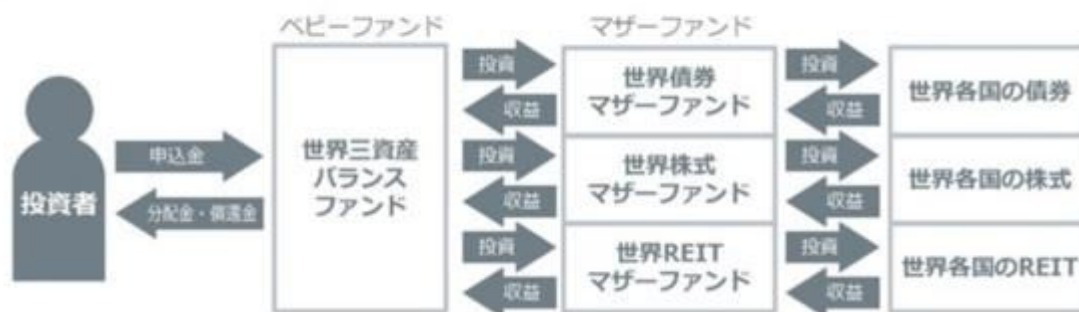 ベビーファンド
マザーファンド
投資者
申込金
分配金・償還金
世界三資産
バランス
ファンド
投資
収益
投資
収益
投資
収益
世界債券
マザーファンド
世界株式
マザーファンド
世界REIT
マザーファンド
投資
収益
投資
収益
投資
収益
世界各国の債券
世界各国の株式
世界各国のREIT